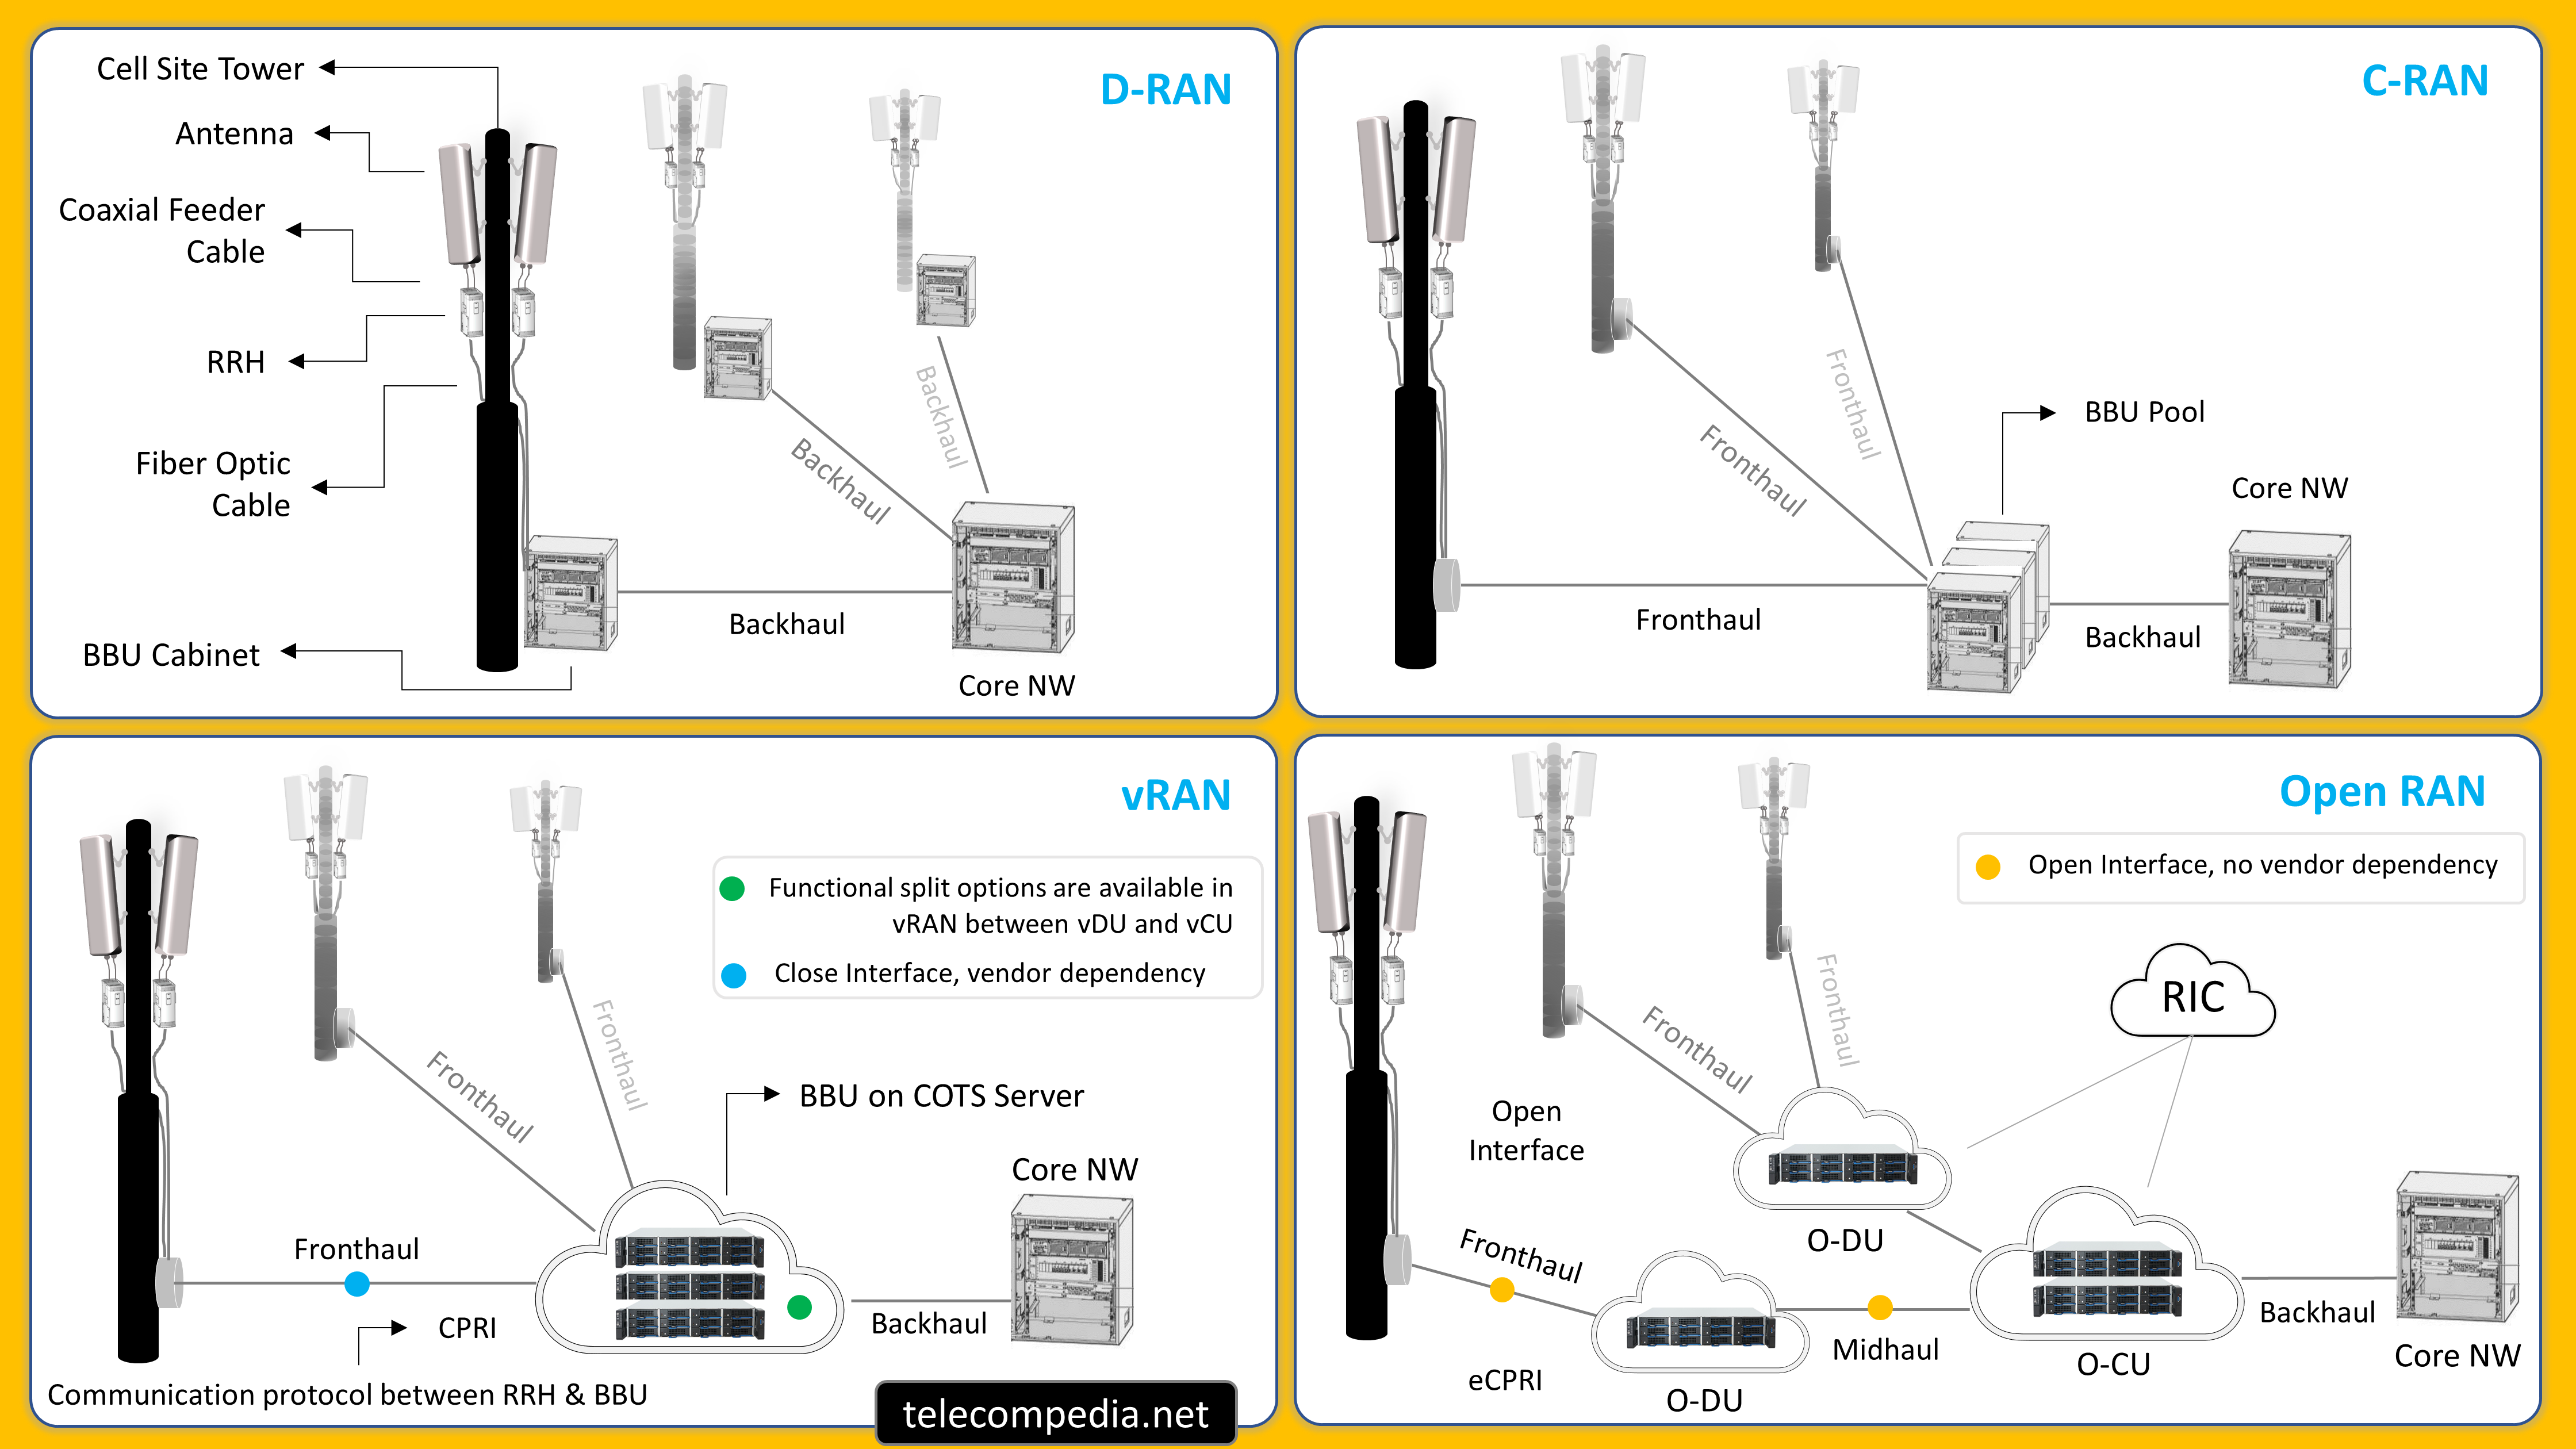 D-RAN
Cell Site Tower
Antenna
Coaxial Feeder
Cable
RRH
Fiber Optic
Cable
BBU Cabinet
Backhaul
Backhaul
Backhaul
Core NW
C-RAN
Fronthaul
Fronthaul
Fronthaul
BBU Pool
Core NW
Backhaul
vRAN
Functional split options are available in
vRAN between vDU and vCU
Close Interface, vendor dependency
Fronthaul
Fronthaul
BBU on COTS Server
Core NW
Fronthaul
CPRI
Backhaul
Communication protocol between RRH & BBU
telecompedia.net
Open RAN
Open Interface, no vendor dependency
RIC
Fronthaul
Fronthaul
Open
Interface
O-DU
Fronthaul
eCPRI
O-DU
Midhaul
O-CU
Backhaul
Core NW